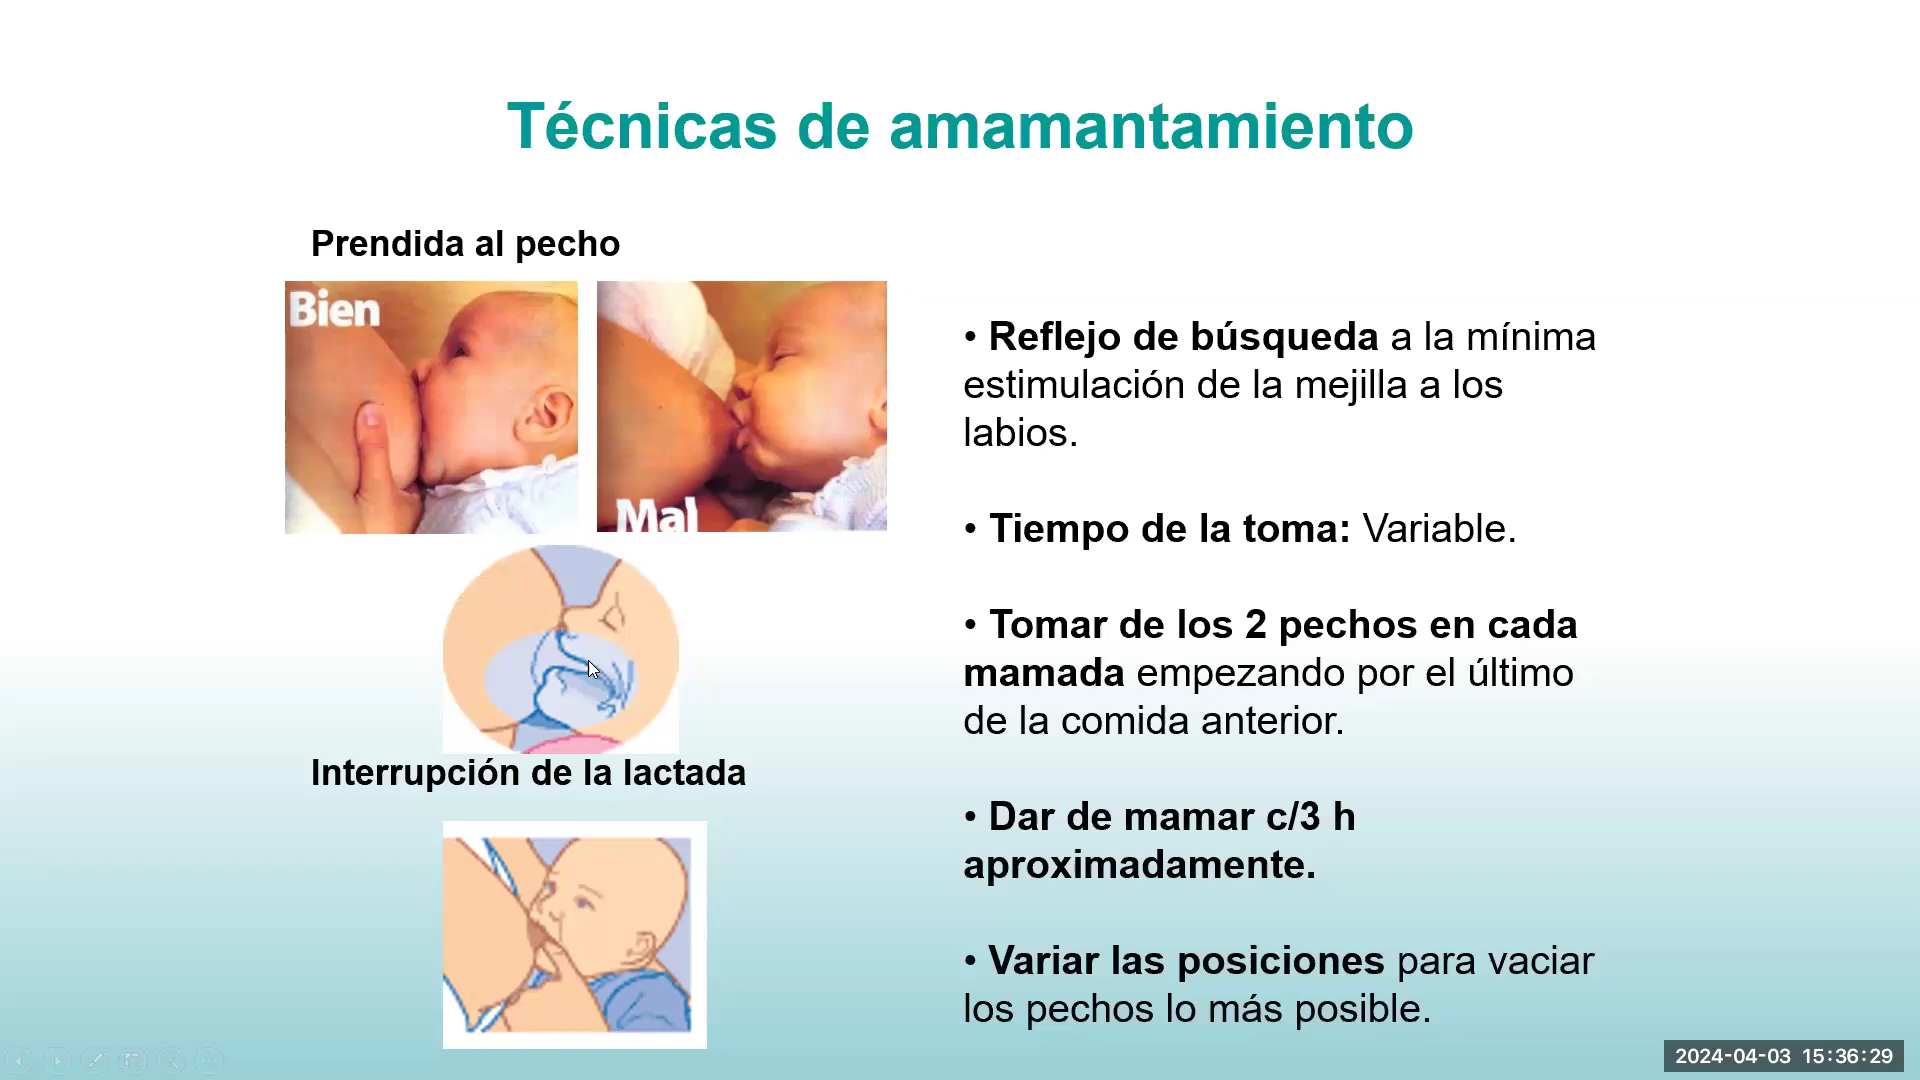 Técnicas de amamantamiento
Prendida al pecho
Bien
Mal
Interrupción de la lactada
• Reflejo de búsqueda a la mínima
estimulación de la mejilla a los
labios.
• Tiempo de la toma: Variable.
• Tomar de los 2 pechos en cada
mamada empezando por el último
de la comida anterior.
• Dar de mamar c/3 h
aproximadamente.
• Variar las posiciones para vaciar
los pechos lo más posible.
2024-04-03 15:36:29